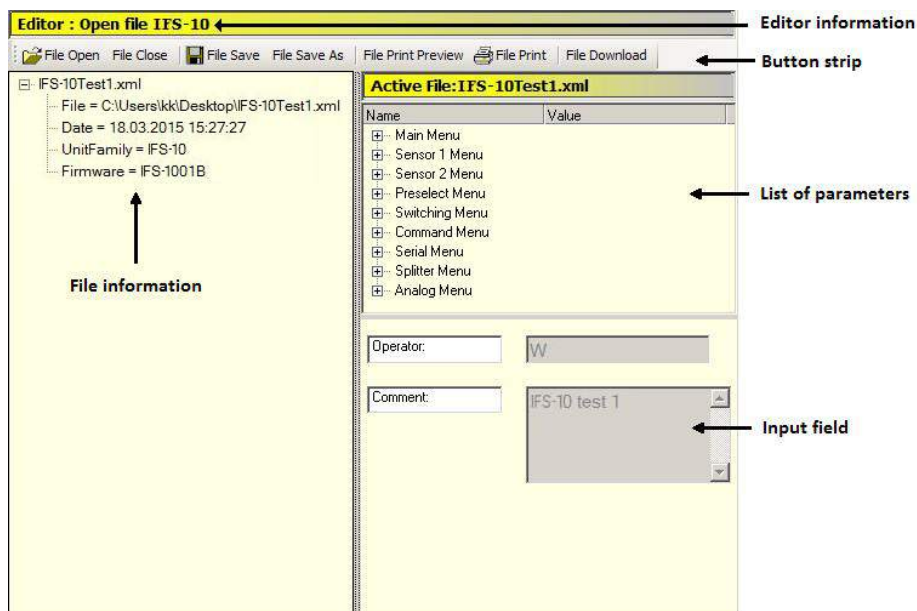 Editor : Open file IFS-10
Editor information
File Open File Close File Save File Save As File Print Preview File Print File Download
Button strip
IFS-10Test1.xml
File = C:\Users\kk\Desktop\IFS-10Test1.xml
Date = 18.03.2015 15:27:27
UnitFamily = IFS-10
Firmware = IFS-1001B
File information
Active File:IFS-10Test1.xml
Name Value
Main Menu
Sensor 1 Menu
Sensor 2 Menu
Preselect Menu
Switching Menu
Command Menu
Serial Menu
Splitter Menu
Analog Menu
List of parameters
Operator: W
Comment: IFS-10 test 1
Input field